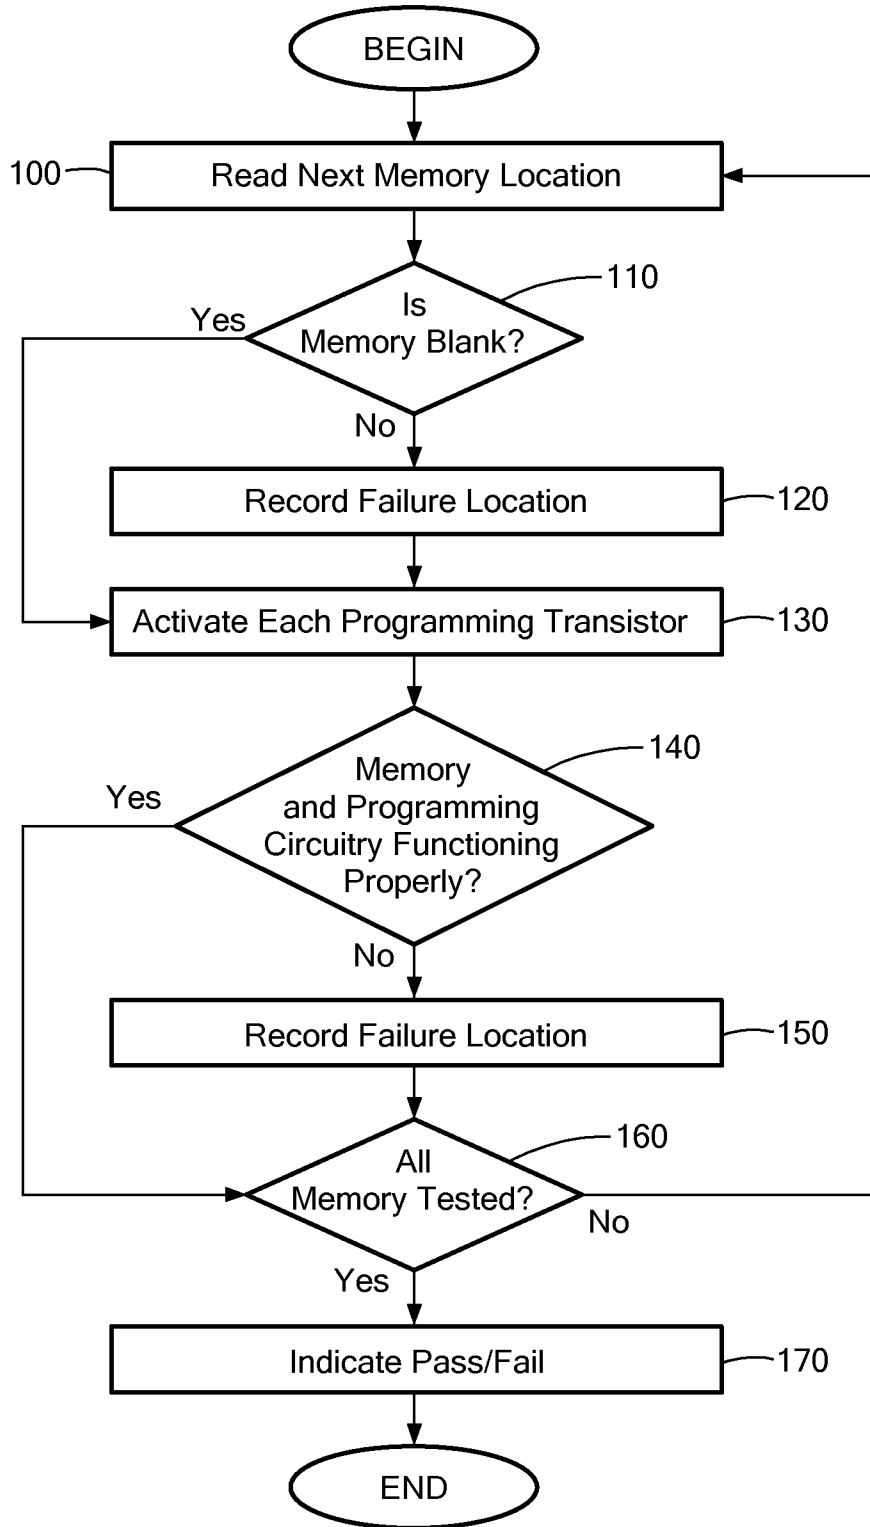 BEGIN
100
Read Next Memory Location
110
Is
Memory Blank?
Yes
No
Record Failure Location
120
Activate Each Programming Transistor
130
140
Memory
and Programming
Circuitry Functioning
Properly?
Yes
No
Record Failure Location
150
160
All
Memory Tested?
No
Yes
Indicate Pass/Fail
170
END